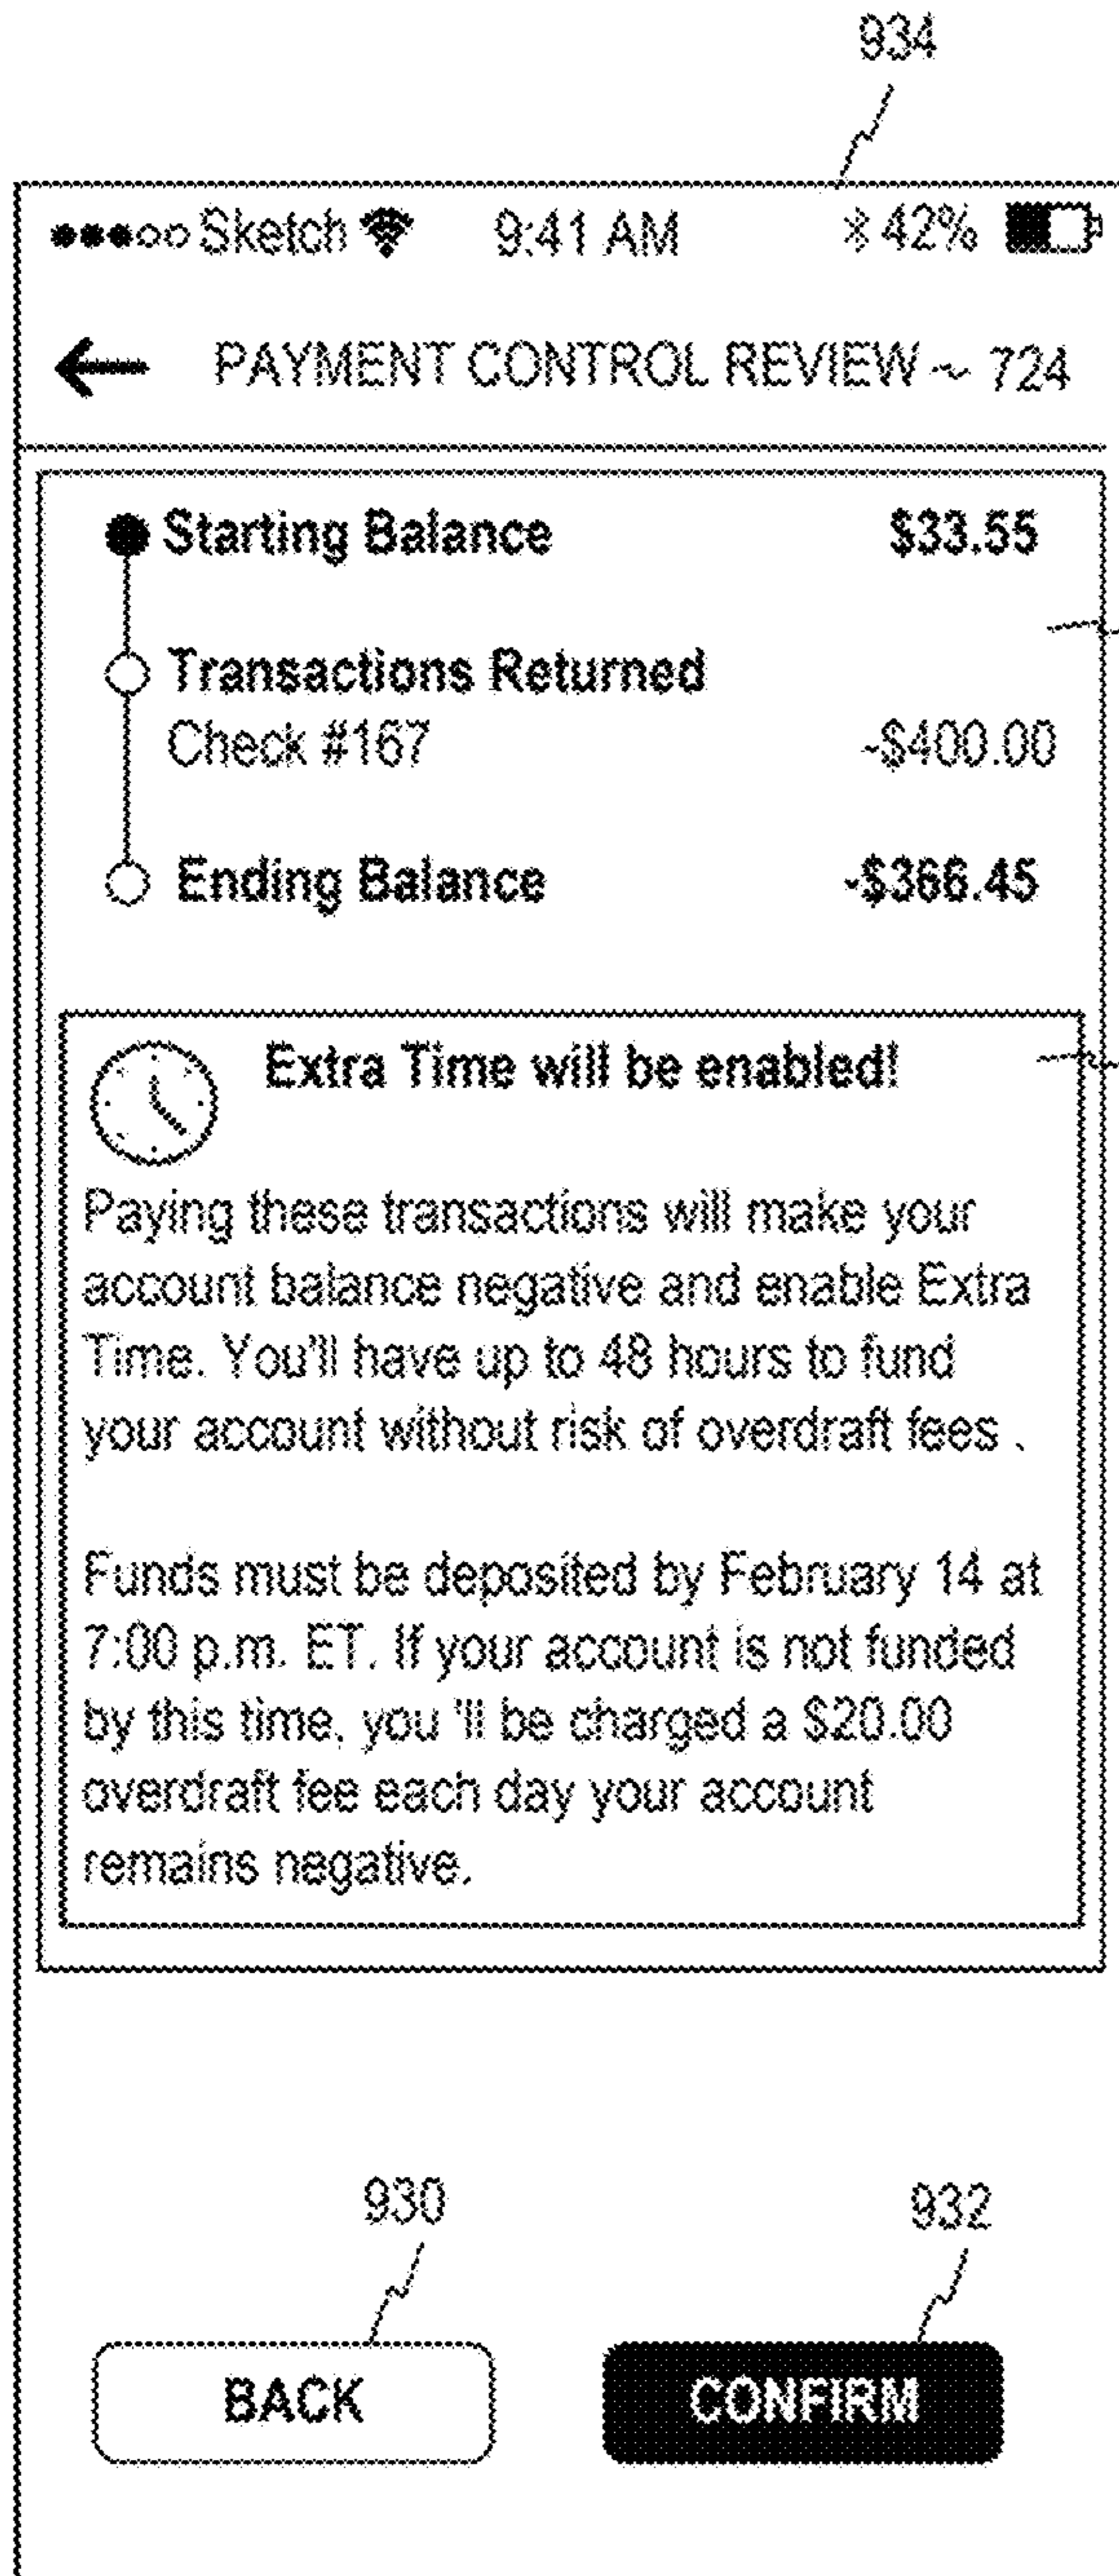 934
Sketch 9:41 AM 42%
PAYMENT CONTROL REVIEW ~ 724
Starting Balance $33.55
Transactions Returned
Check #167 -$400.00
Ending Balance -$366.45
Extra Time will be enabled!
Paying these transactions will make your
account balance negative and enable Extra
Time. You'll have up to 48 hours to fund
your account without risk of overdraft fees .
Funds must be deposited by February 14 at
7:00 p.m. ET. If your account is not funded
by this time, you 'll be charged a $20.00
overdraft fee each day your account
remains negative.
930 932
BACK CONFIRM